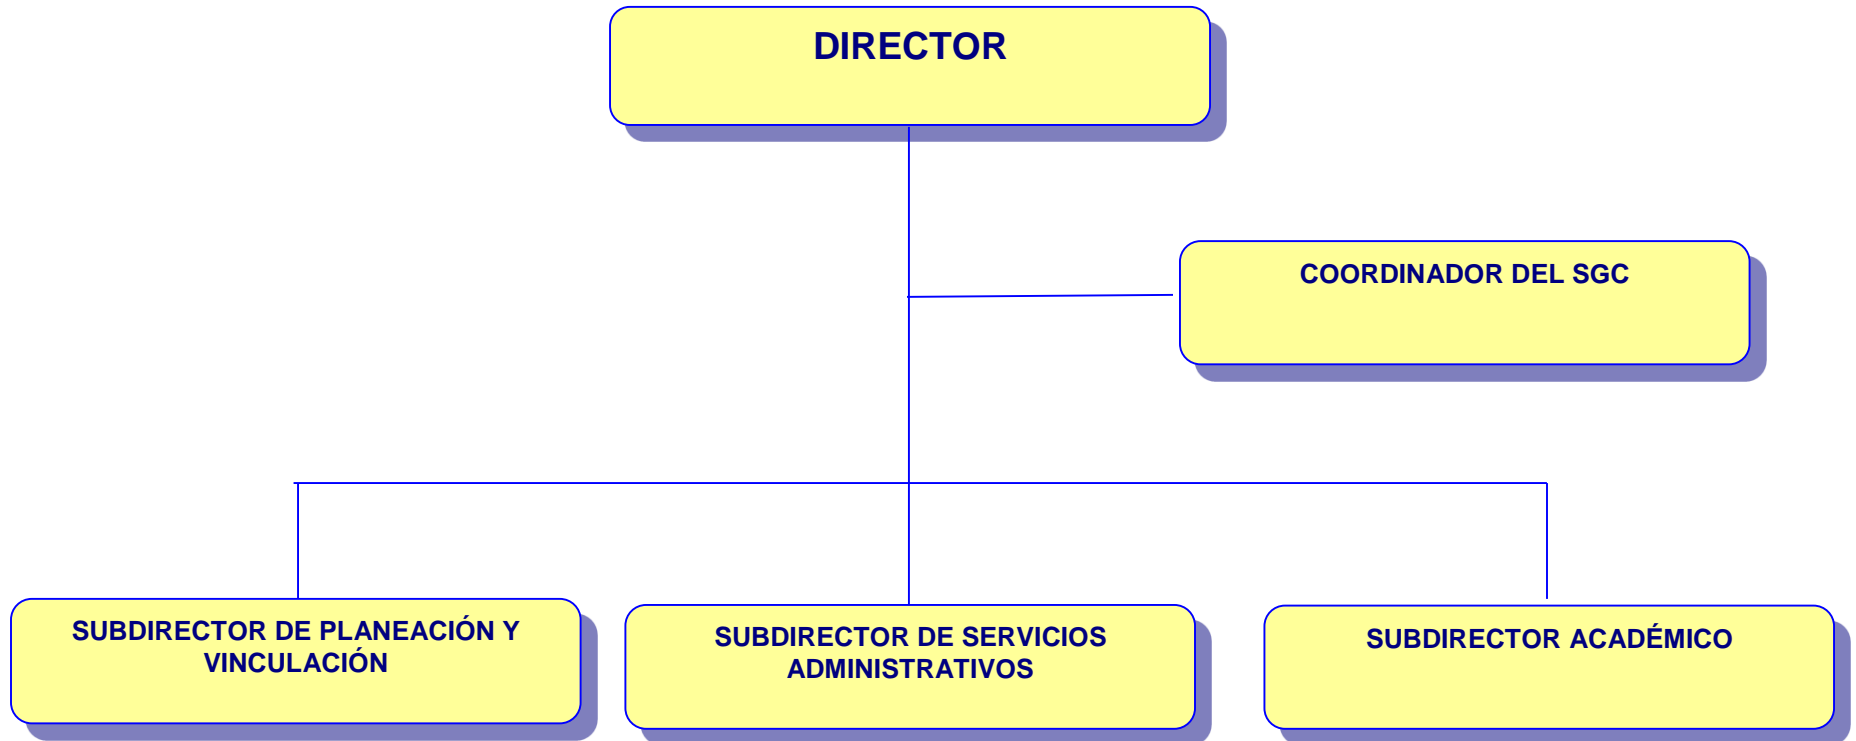 DIRECTOR
COORDINADOR DEL SGC
SUBDIRECTOR DE PLANEACIÓN Y
VINCULACIÓN
SUBDIRECTOR DE SERVICIOS
ADMINISTRATIVOS
SUBDIRECTOR ACADÉMICO